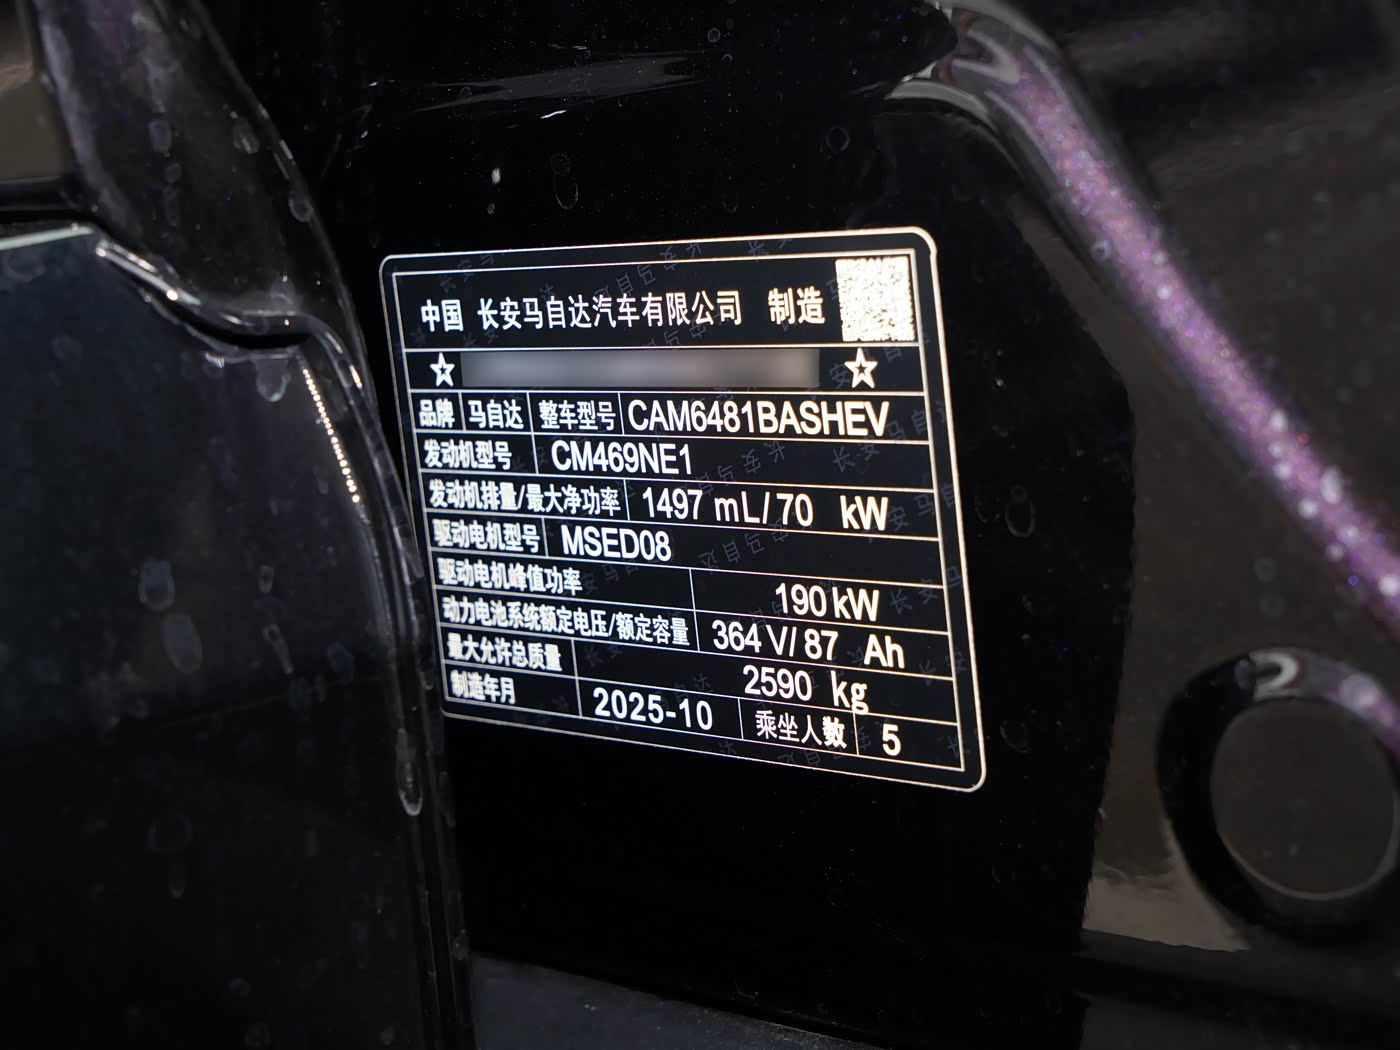 中国 长安马自达汽车有限公司 制造
品牌 马自达 整车型号 CAM6481BASHEV
发动机型号 CM469NE1
发动机排量/最大净功率 1497 mL/70 kW
驱动电机型号 MSED08
驱动电机峰值功率 190kW
动力电池系统额定电压/额定容量 364 V/87 Ah
最大允许总质量 2590 kg
制造年月 2025-10 乘坐人数 5